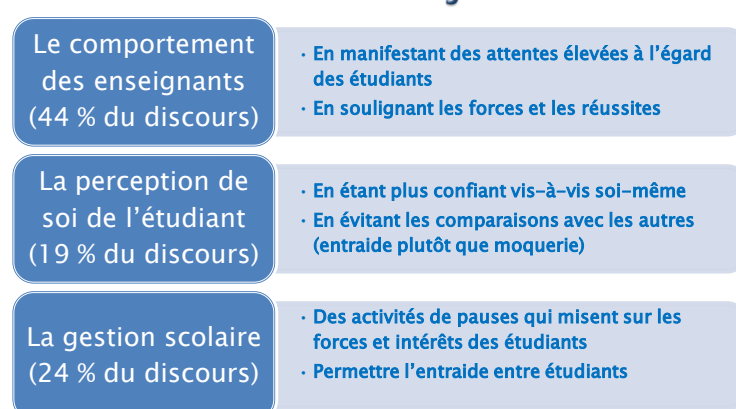 Le comportement
des enseignants
(44 % du discours)
· En manifestant des attentes élevées à l’égard
des étudiants
· En soulignant les forces et les réussites
La perception de
soi de l’étudiant
(19 % du discours)
· En étant plus confiant vis-à-vis soi-même
· En évitant les comparaisons avec les autres
(entraide plutôt que moquerie)
La gestion scolaire
(24 % du discours)
· Des activités de pauses qui misent sur les
forces et intérêts des étudiants
· Permettre l’entraide entre étudiants